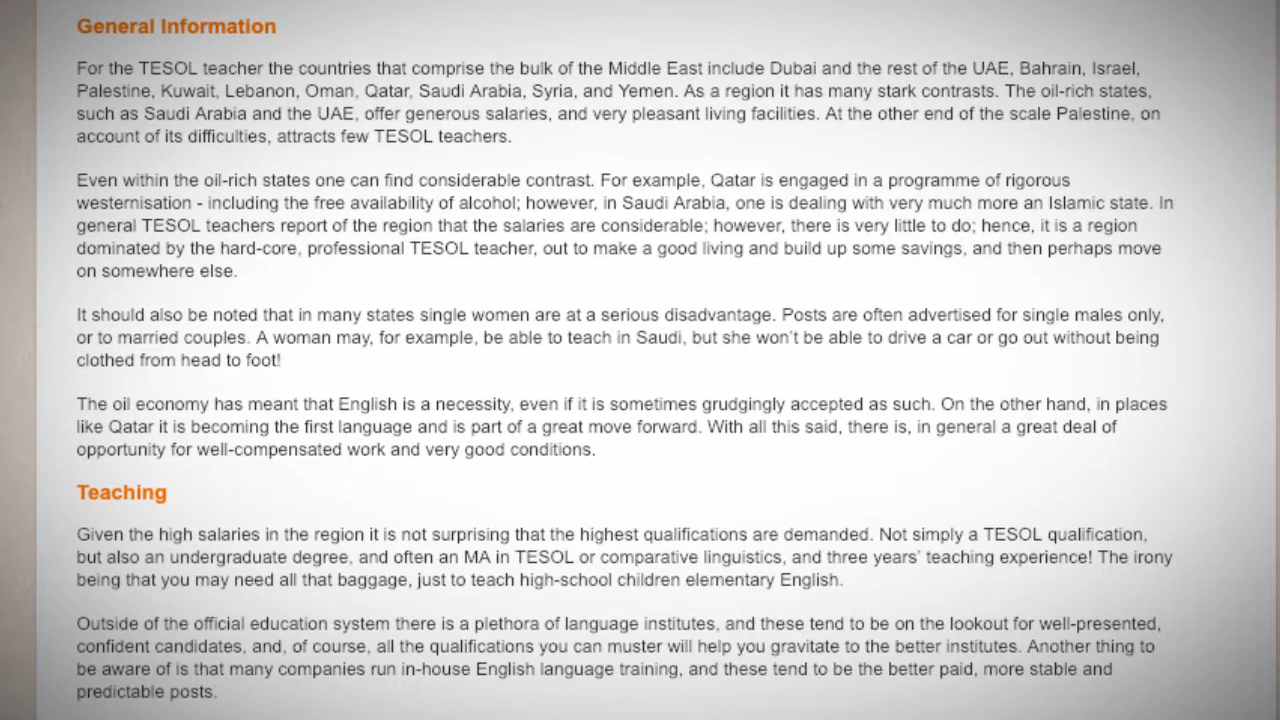 General Information
For the TESOL teacher the countries that comprise the bulk of the Middle East include Dubai and the rest of the UAE, Bahrain, Israel,
Palestine, Kuwait, Lebanon, Oman, Qatar, Saudi Arabia, Syria, and Yemen. As a region it has many stark contrasts. The oil-rich states,
such as Saudi Arabia and the UAE, offer generous salaries, and very pleasant living facilities. At the other end of the scale Palestine, on
account of its difficulties, attracts few TESOL teachers.
Even within the oil-rich states one can find considerable contrast. For example, Qatar is engaged in a programme of rigorous
westernisation - including the free availability of alcohol; however, in Saudi Arabia, one is dealing with very much more an Islamic state. In
general TESOL teachers report of the region that the salaries are considerable; however, there is very little to do; hence, it is a region
dominated by the hard-core, professional TESOL teacher, out to make a good living and build up some savings, and then perhaps move
on somewhere else.
It should also be noted that in many states single women are at a serious disadvantage. Posts are often advertised for single males only,
or to married couples. A woman may, for example, be able to teach in Saudi, but she won't be able to drive a car or go out without being
clothed from head to foot!
The oil economy has meant that English is a necessity, even if it is sometimes grudgingly accepted as such. On the other hand, in places
like Qatar it is becoming the first language and is part of a great move forward. With all this said, there is, in general a great deal of
opportunity for well-compensated work and very good conditions.
Teaching
Given the high salaries in the region it is not surprising that the highest qualifications are demanded. Not simply a TESOL qualification,
but also an undergraduate degree, and often an MA in TESOL or comparative linguistics, and three years' teaching experience! The irony
being that you may need all that baggage, just to teach high-school children elementary English.
Outside of the official education system there is a plethora of language institutes, and these tend to be on the lookout for well-presented,
confident candidates, and, of course, all the qualifications you can muster will help you gravitate to the better institutes. Another thing to
be aware of is that many companies run in-house English language training, and these tend to be the better paid, more stable and
predictable posts.